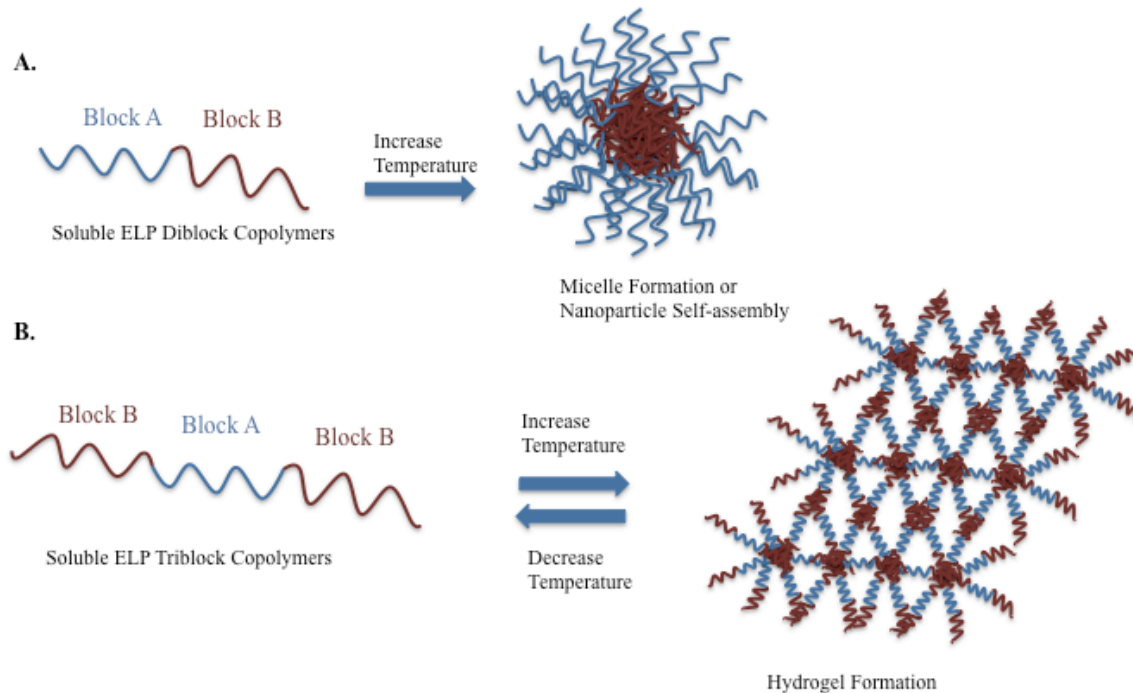 A.
Block A
Block B
Increase
Temperature
Soluble ELP Diblock Copolymers
Micelle Formation or
Nanoparticle Self-assembly
B.
Block B
Block A
Block B
Increase
Temperature
Decrease
Temperature
Soluble ELP Triblock Copolymers
Hydrogel Formation